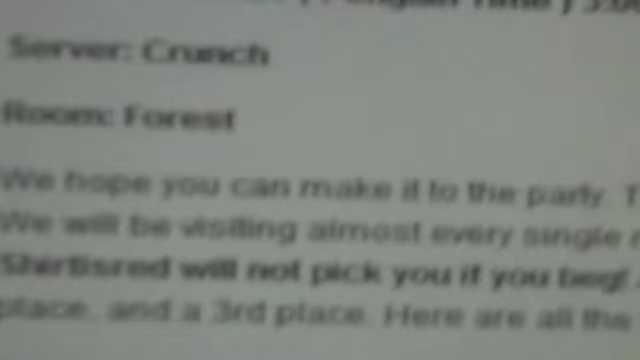 Server: Crunch
Room: Forest
We hope you can make it to the party.
We will be visiting almost every single
Shirtisred will not pick you if you beg!
place, and a 3rd place. Here are all the